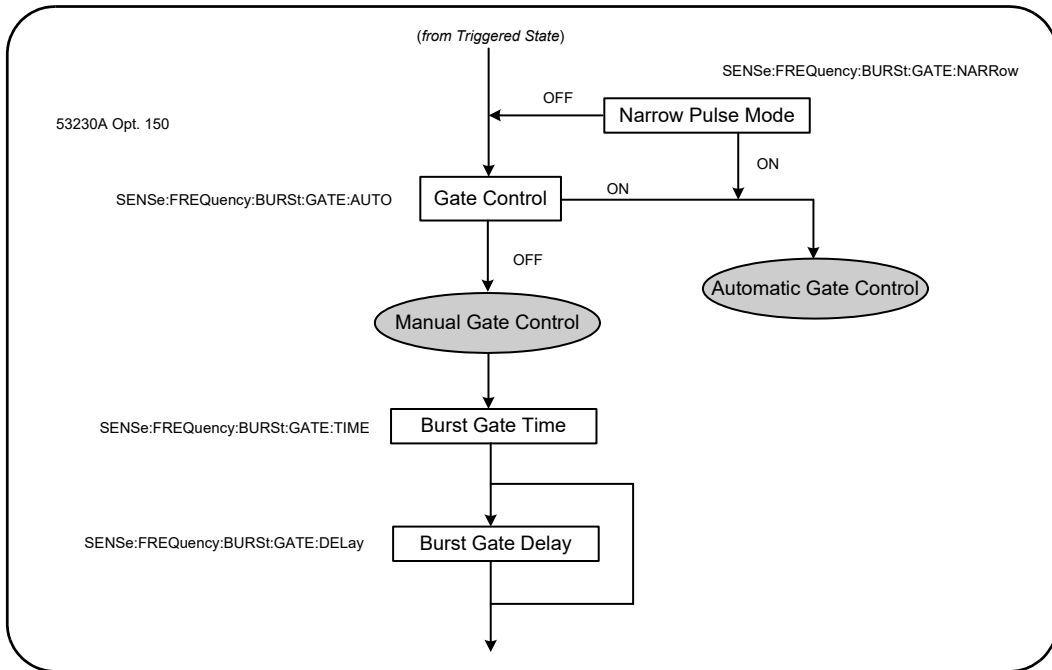 (from Triggered State)
SENSe:FREQuency:BURSt:GATE:NARRow
OFF
Narrow Pulse Mode
53230A Opt. 150
ON
SENSe:FREQuency:BURSt:GATE:AUTO
Gate Control
ON
OFF
Automatic Gate Control
Manual Gate Control
SENSe:FREQuency:BURSt:GATE:TIME
Burst Gate Time
SENSe:FREQuency:BURSt:GATE:DELay
Burst Gate Delay